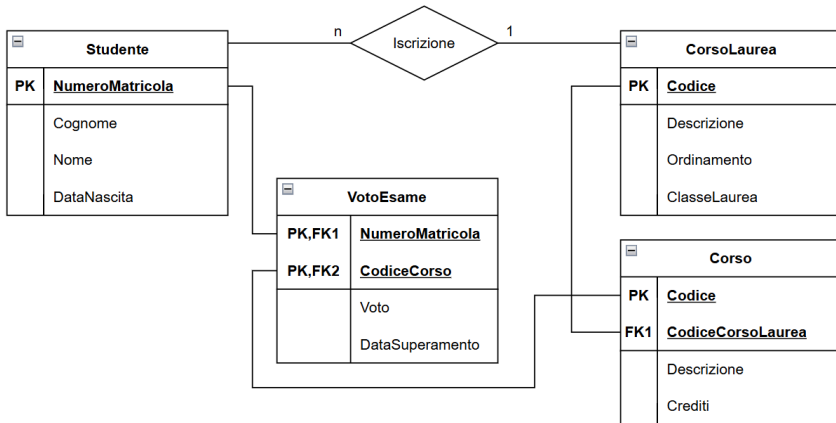 n
Iscrizione
1
Studente
PK NumeroMatricola
Cognome
Nome
DataNascita
CorsoLaurea
PK Codice
Descrizione
Ordinamento
ClasseLaurea
VotoEsame
PK,FK1 NumeroMatricola
PK,FK2 CodiceCorso
Voto
DataSuperamento
Corso
PK Codice
FK1 CodiceCorsoLaurea
Descrizione
Crediti